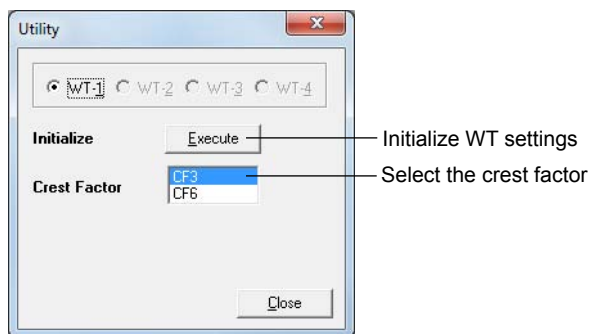 Utility
WT-1 WT-2 WT-3 WT-4
Initialize Execute Initialize WT settings
Crest Factor CF3 Select the crest factor
CF6
Close